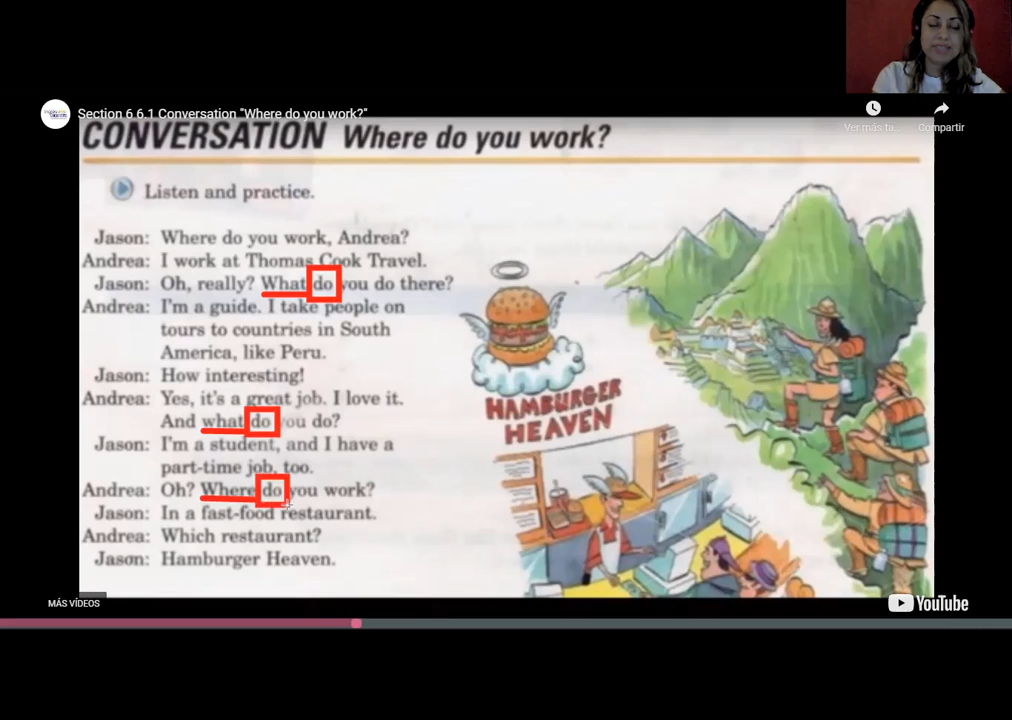 Section 6 6.1 Conversation "Where do you work?"
Ver más ta...
Compartir
CONVERSATION Where do you work?
Listen and practice.
Jason: Where do you work, Andrea?
Andrea: I work at Thomas Cook Travel.
Jason: Oh, really? What do you do there?
Andrea: I'm a guide. I take people on
tours to countries in South
America, like Peru.
Jason: How interesting!
Andrea: Yes, it's a great job. I love it.
And what do you do?
Jason: I'm a student, and I have a
part-time job, too.
Andrea: Oh? Where do you work?
Jason: In a fast-food restaurant.
Andrea: Which restaurant?
Jason: Hamburger Heaven.
HAMBURGER
HEAVEN
MÁS VÍDEOS
YouTube